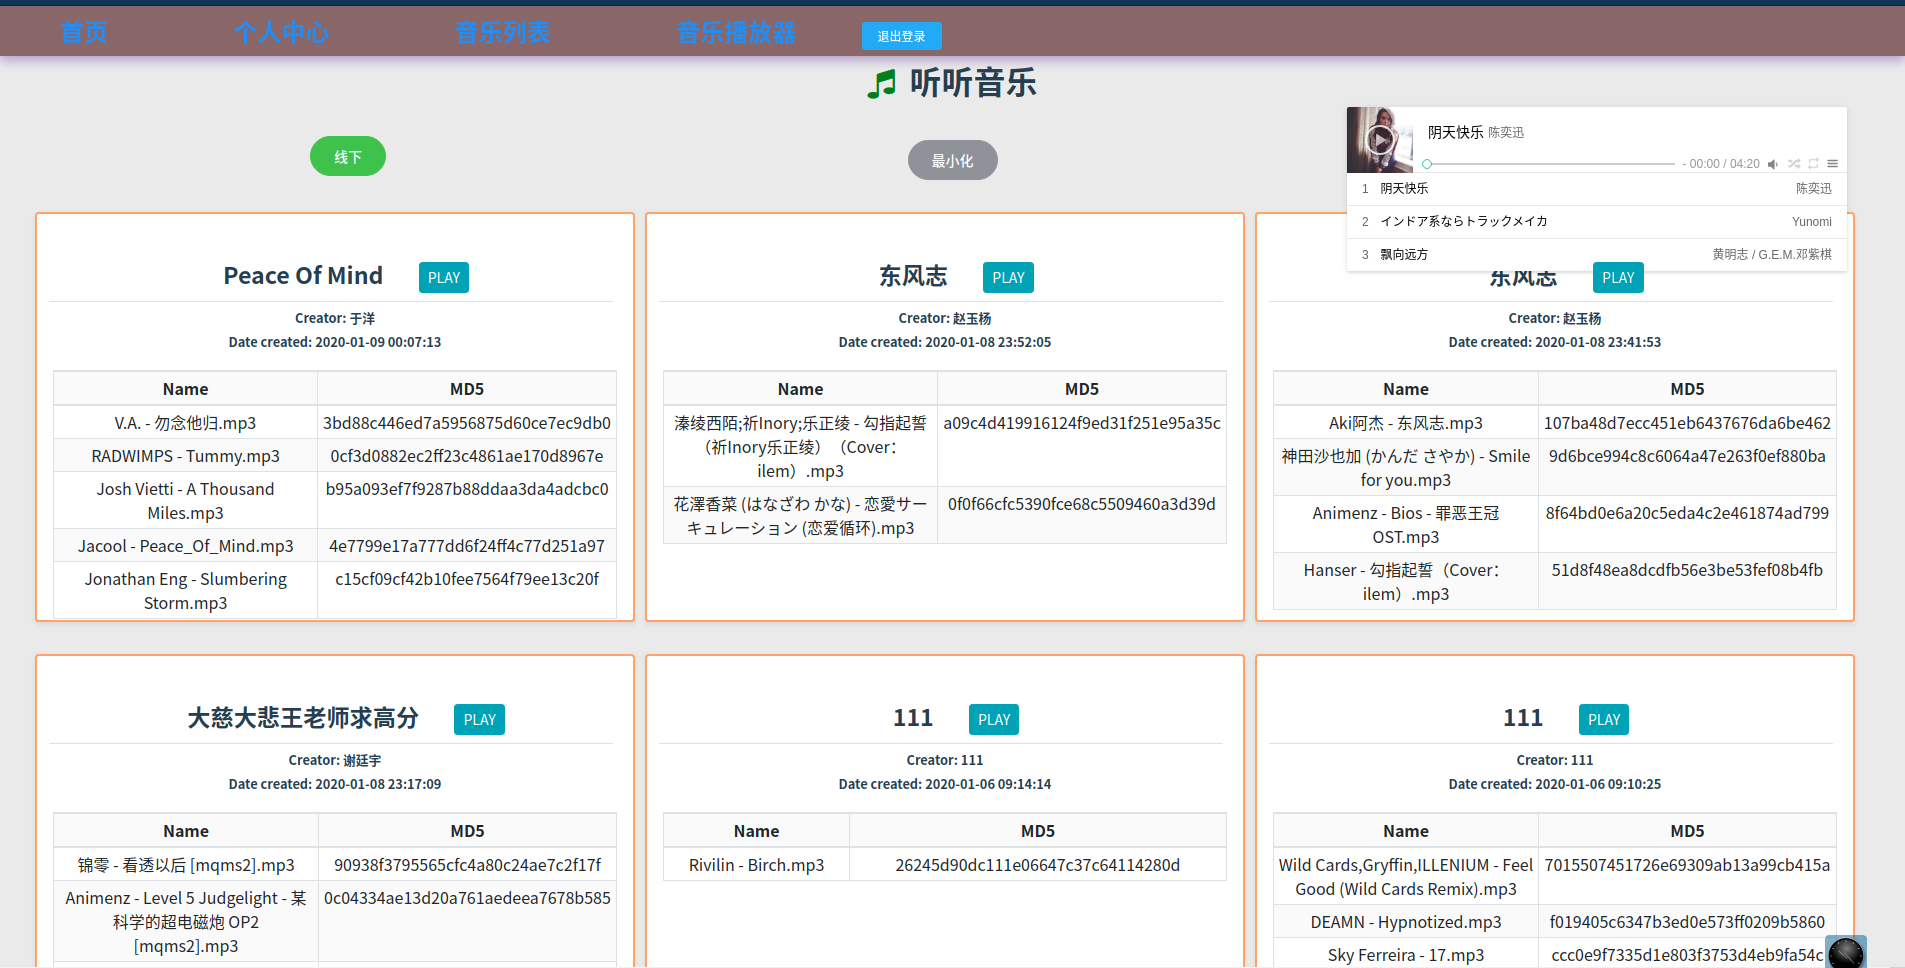 首页 个人中心 音乐列表 音乐播放器 退出登录
听听音乐
线下 最小化
阴天快乐 陈奕迅
- 00:00 / 04:20
1 阴天快乐 陈奕迅
2 インドア系ならトラックメイカ Yunomi
3 飘向远方 黄明志 / G.E.M.邓紫棋
Peace Of Mind PLAY
Creator: 于洋
Date created: 2020-01-09 00:07:13
Name MD5
V.A. - 勿念他归.mp3 3bd88c446ed7a5956875d60ce7ec9db0
RADWIMPS - Tummy.mp3 0cf3d0882ec2ff23c4861ae170d8967e
Josh Vietti - A Thousand b95a093ef7f9287b88ddaa3da4adcbc0
Miles.mp3
Jacool - Peace_Of_Mind.mp3 4e7799e17a777dd6f24ff4c77d251a97
Jonathan Eng - Slumbering c15cf09cf42b10fee7564f79ee13c20f
Storm.mp3
东风志 PLAY
Creator: 赵玉杨
Date created: 2020-01-08 23:52:05
Name MD5
溱绫西陌;祈Inory;乐正绫 - 勾指起誓 a09c4d419916124f9ed31f251e95a35c
（祈Inory乐正绫）（Cover：
ilem）.mp3
花澤香菜 (はなざわ かな) - 恋愛サー 0f0f66cfc5390fce68c5509460a3d39d
キュレーション (恋爱循环).mp3
东风志 PLAY
Creator: 赵玉杨
Date created: 2020-01-08 23:41:53
Name MD5
Aki阿杰 - 东风志.mp3 107ba48d7ecc451eb6437676da6be462
神田沙也加 (かんだ さやか) - Smile 9d6bce994c8c6064a47e263f0ef880ba
for you.mp3
Animenz - Bios - 罪恶王冠 8f64bd0e6a20c5eda4c2e461874ad799
OST.mp3
Hanser - 勾指起誓（Cover： 51d8f48ea8dcdfb56e3be53fef08b4fb
ilem）.mp3
大慈大悲王老师求高分 PLAY
Creator: 谢廷宇
Date created: 2020-01-08 23:17:09
Name MD5
锦零 - 看透以后 [mqms2].mp3 90938f3795565cfc4a80c24ae7c2f17f
Animenz - Level 5 Judgelight - 某 0c04334ae13d20a761aedeea7678b585
科学的超电磁炮 OP2
[mqms2].mp3
111 PLAY
Creator: 111
Date created: 2020-01-06 09:14:14
Name MD5
Rivilin - Birch.mp3 26245d90dc111e06647c37c64114280d
111 PLAY
Creator: 111
Date created: 2020-01-06 09:10:25
Name MD5
Wild Cards,Gryffin,ILLENIUM - Feel 7015507451726e69309ab13a99cb415a
Good (Wild Cards Remix).mp3
DEAMN - Hypnotized.mp3 f019405c6347b3ed0e573ff0209b5860
Sky Ferreira - 17.mp3 ccc0e9f7335d1e803f3753d4eb9fa54c